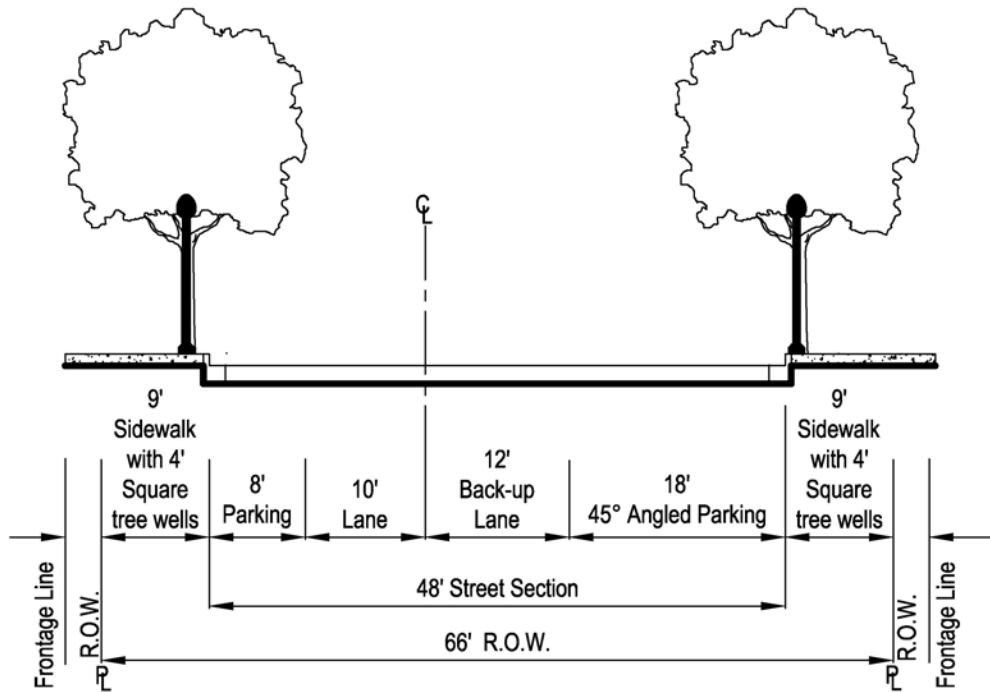 CL
9'
Sidewalk
with 4'
Square
tree wells
8'
Parking
10'
Lane
12'
Back-up
Lane
18'
45° Angled Parking
9'
Sidewalk
with 4'
Square
tree wells
48' Street Section
66' R.O.W.
Frontage Line
R.O.W.
PL
PL
R.O.W.
Frontage Line